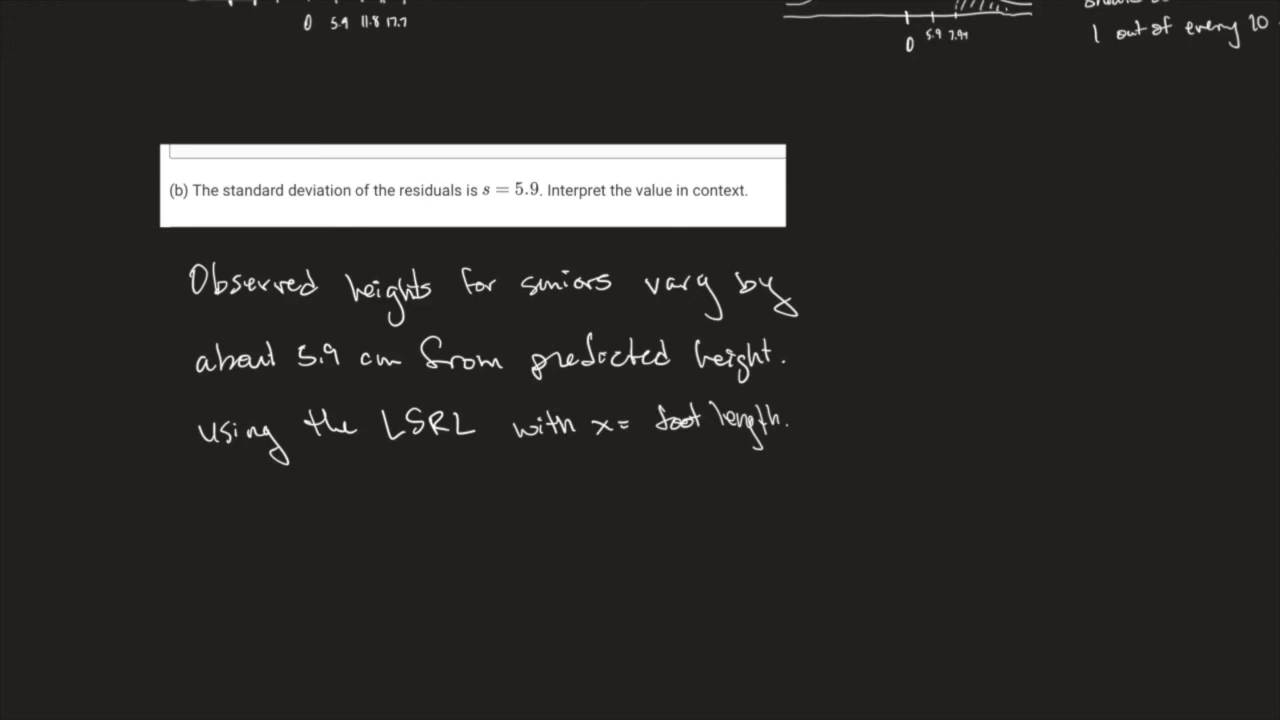 0 5.9 11.8 17.7
0 5.9 7.94
1 out of every 20
(b) The standard deviation of the residuals is s = 5.9. Interpret the value in context.
Observed heights for seniors vary by
about 5.9 cm from predicted height.
using the LSRL with x = foot length.